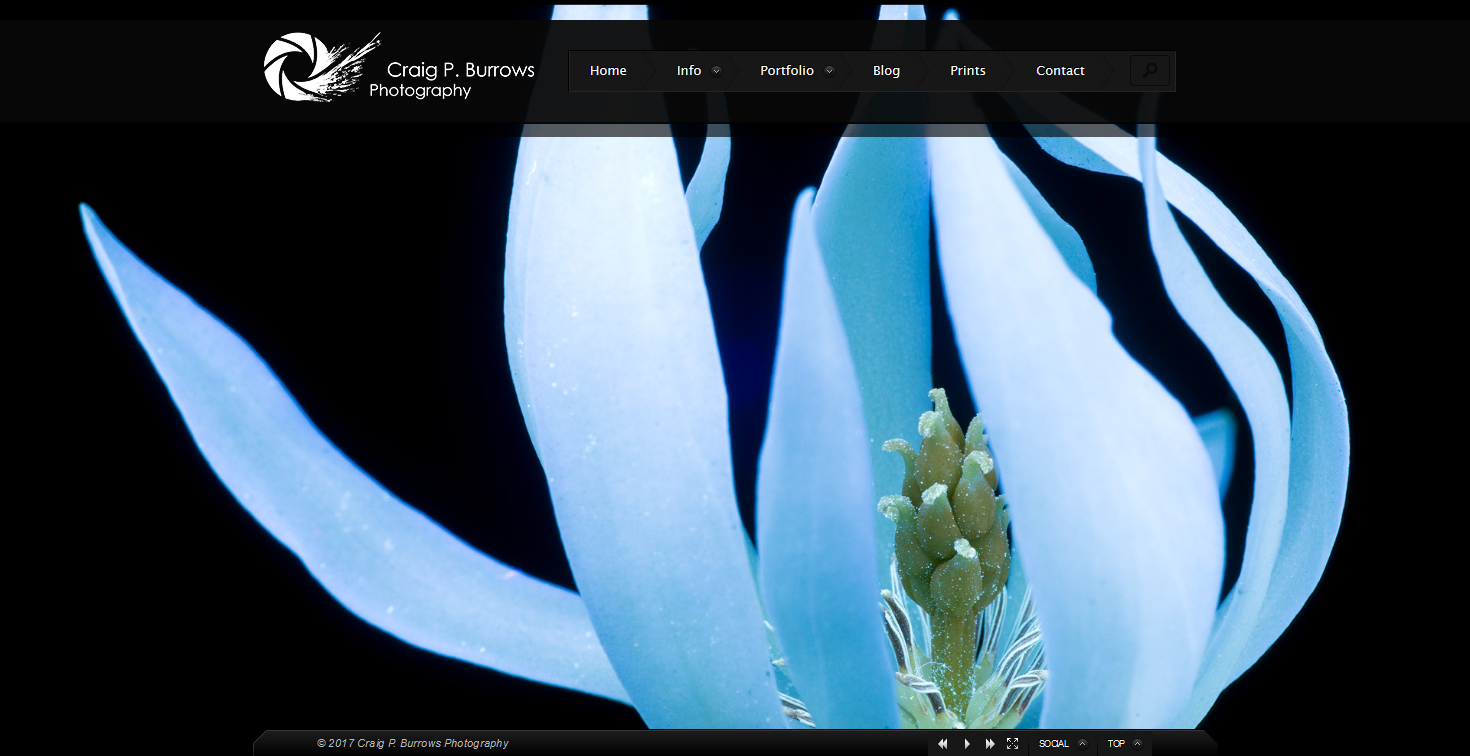 Craig P. Burrows
Photography
Home Info Portfolio Blog Prints Contact
© 2017 Craig P. Burrows Photography
SOCIAL TOP